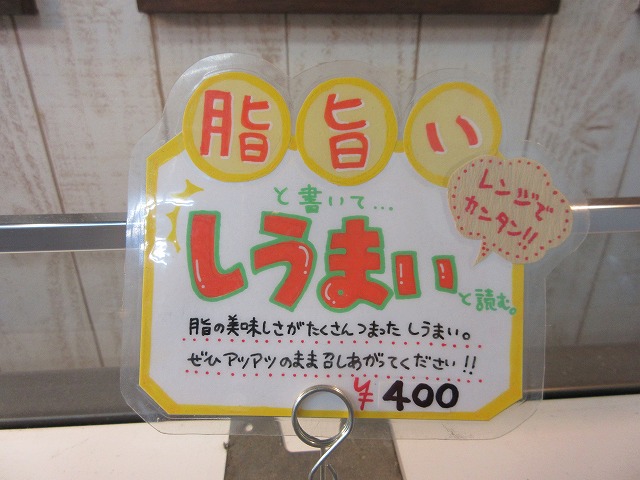 脂旨い
と書いて…
レンジで
カンタン!!
しうまい
と読む。
脂の美味しさがたくさんつまった しうまい。
ぜひアツアツのまま召しあがってください!!
¥400